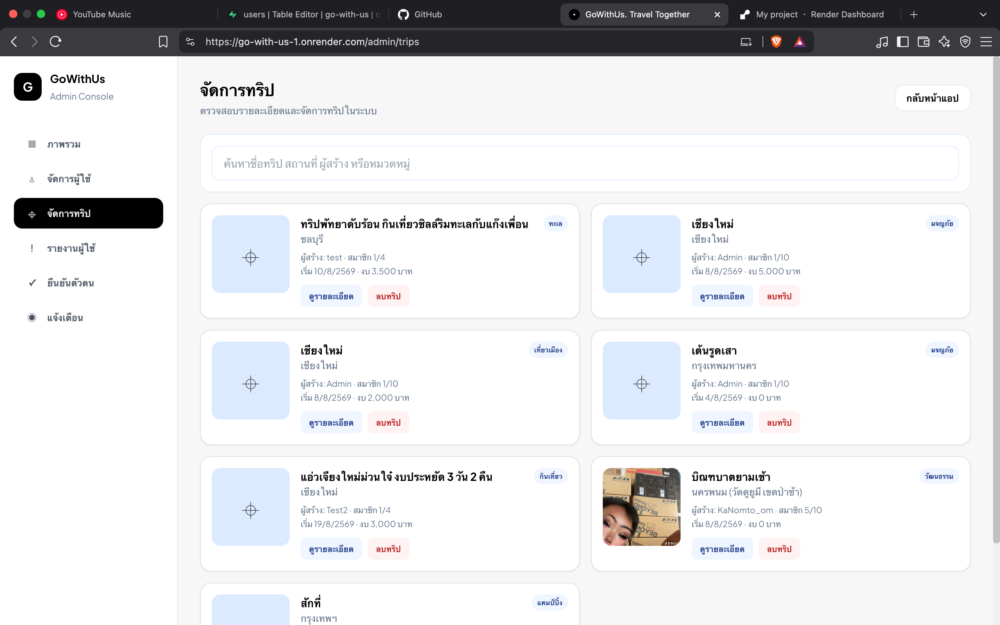 YouTube Music
users | Table Editor | go-with-us |
GitHub
GoWithUs. Travel Together
My project · Render Dashboard
https://go-with-us-1.onrender.com/admin/trips
G
GoWithUs
Admin Console
ภาพรวม
จัดการผู้ใช้
จัดการทริป
! รายงานผู้ใช้
ยืนยันตัวตน
แจ้งเตือน
จัดการทริป
ตรวจสอบรายละเอียดและจัดการทริปในระบบ
กลับหน้าแอป
ค้นหาชื่อทริป สถานที่ ผู้สร้าง หรือหมวดหมู่
ทริปพัทยาดับร้อน กินเที่ยวชิลล์ริมทะเลกับแก๊งเพื่อน
ทะเล
ชลบุรี
ผู้สร้าง: test · สมาชิก 1/4
เริ่ม 10/8/2569 · งบ 3,500 บาท
ดูรายละเอียด
ลบทริป
เชียงใหม่
ผจญภัย
เชียงใหม่
ผู้สร้าง: Admin · สมาชิก 1/10
เริ่ม 8/8/2569 · งบ 5,000 บาท
ดูรายละเอียด
ลบทริป
เชียงใหม่
เที่ยวเมือง
เชียงใหม่
ผู้สร้าง: Admin · สมาชิก 1/10
เริ่ม 8/8/2569 · งบ 2,000 บาท
ดูรายละเอียด
ลบทริป
เต้นรูดเสา
ผจญภัย
กรุงเทพมหานคร
ผู้สร้าง: Admin · สมาชิก 1/10
เริ่ม 4/8/2569 · งบ 0 บาท
ดูรายละเอียด
ลบทริป
แอ่วเจียงใหม่ม่วนใจ๋ งบประหยัด 3 วัน 2 คืน
กินเที่ยว
เชียงใหม่
ผู้สร้าง: Test2 · สมาชิก 1/4
เริ่ม 19/8/2569 · งบ 3,000 บาท
ดูรายละเอียด
ลบทริป
บิณฑบาตยามเช้า
วัฒนธรรม
นครพนม (วัดดูยูมี เขตป่าช้า)
ผู้สร้าง: KaNomto_om · สมาชิก 5/10
เริ่ม 8/8/2569 · งบ 0 บาท
ดูรายละเอียด
ลบทริป
สักที่
แคมป์ปิ้ง
กรุงเทพฯ